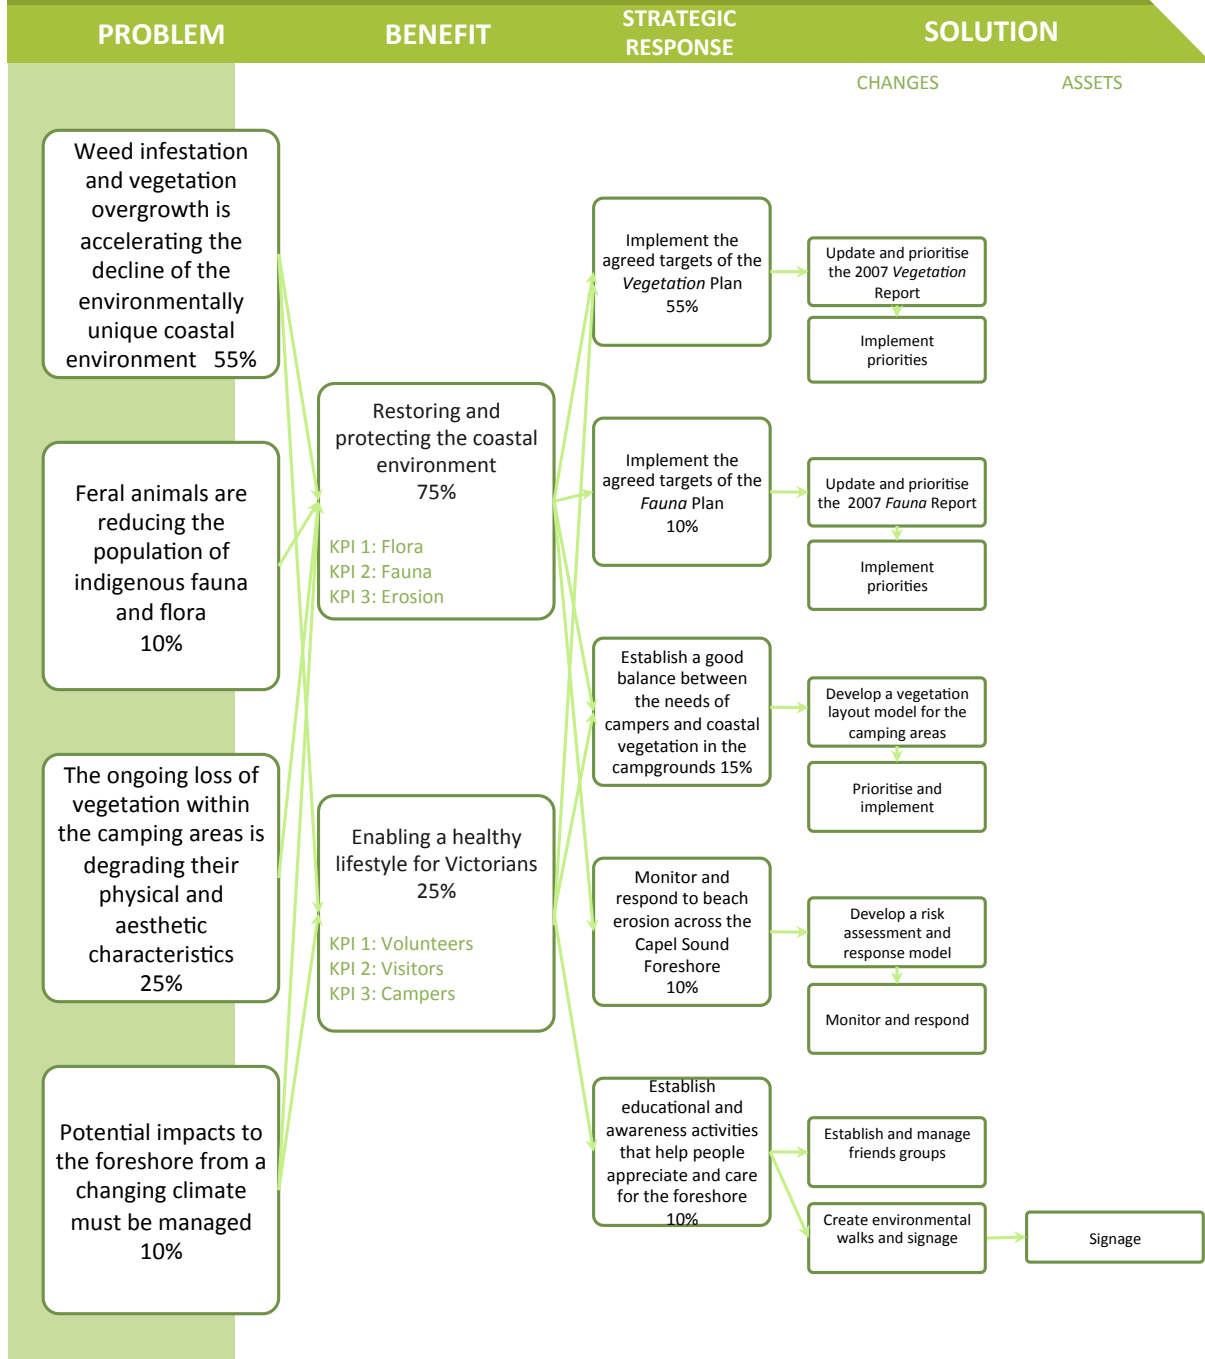 PROBLEM
BENEFIT
STRATEGIC
RESPONSE
SOLUTION
CHANGES
ASSETS
Weed infestation
and vegetation
overgrowth is
accelerating the
decline of the
environmentally
unique coastal
environment 55%
Feral animals are
reducing the
population of
indigenous fauna
and flora
10%
The ongoing loss of
vegetation within
the camping areas is
degrading their
physical and
aesthetic
characteristics
25%
Potential impacts to
the foreshore from a
changing climate
must be managed
10%
Restoring and
protecting the coastal
environment
75%
KPI 1: Flora
KPI 2: Fauna
KPI 3: Erosion
Enabling a healthy
lifestyle for Victorians
25%
KPI 1: Volunteers
KPI 2: Visitors
KPI 3: Campers
Implement the
agreed targets of the
Vegetation Plan
55%
Implement the
agreed targets of the
Fauna Plan
10%
Establish a good
balance between
the needs of
campers and coastal
vegetation in the
campgrounds 15%
Monitor and
respond to beach
erosion across the
Capel Sound
Foreshore
10%
Establish
educational and
awareness activities
that help people
appreciate and care
for the foreshore
10%
Update and prioritise
the 2007 Vegetation
Report
Implement
priorities
Update and prioritise
the 2007 Fauna Report
Implement
priorities
Develop a vegetation
layout model for the
camping areas
Prioritise and
implement
Develop a risk
assessment and
response model
Monitor and respond
Establish and manage
friends groups
Create environmental
walks and signage
Signage